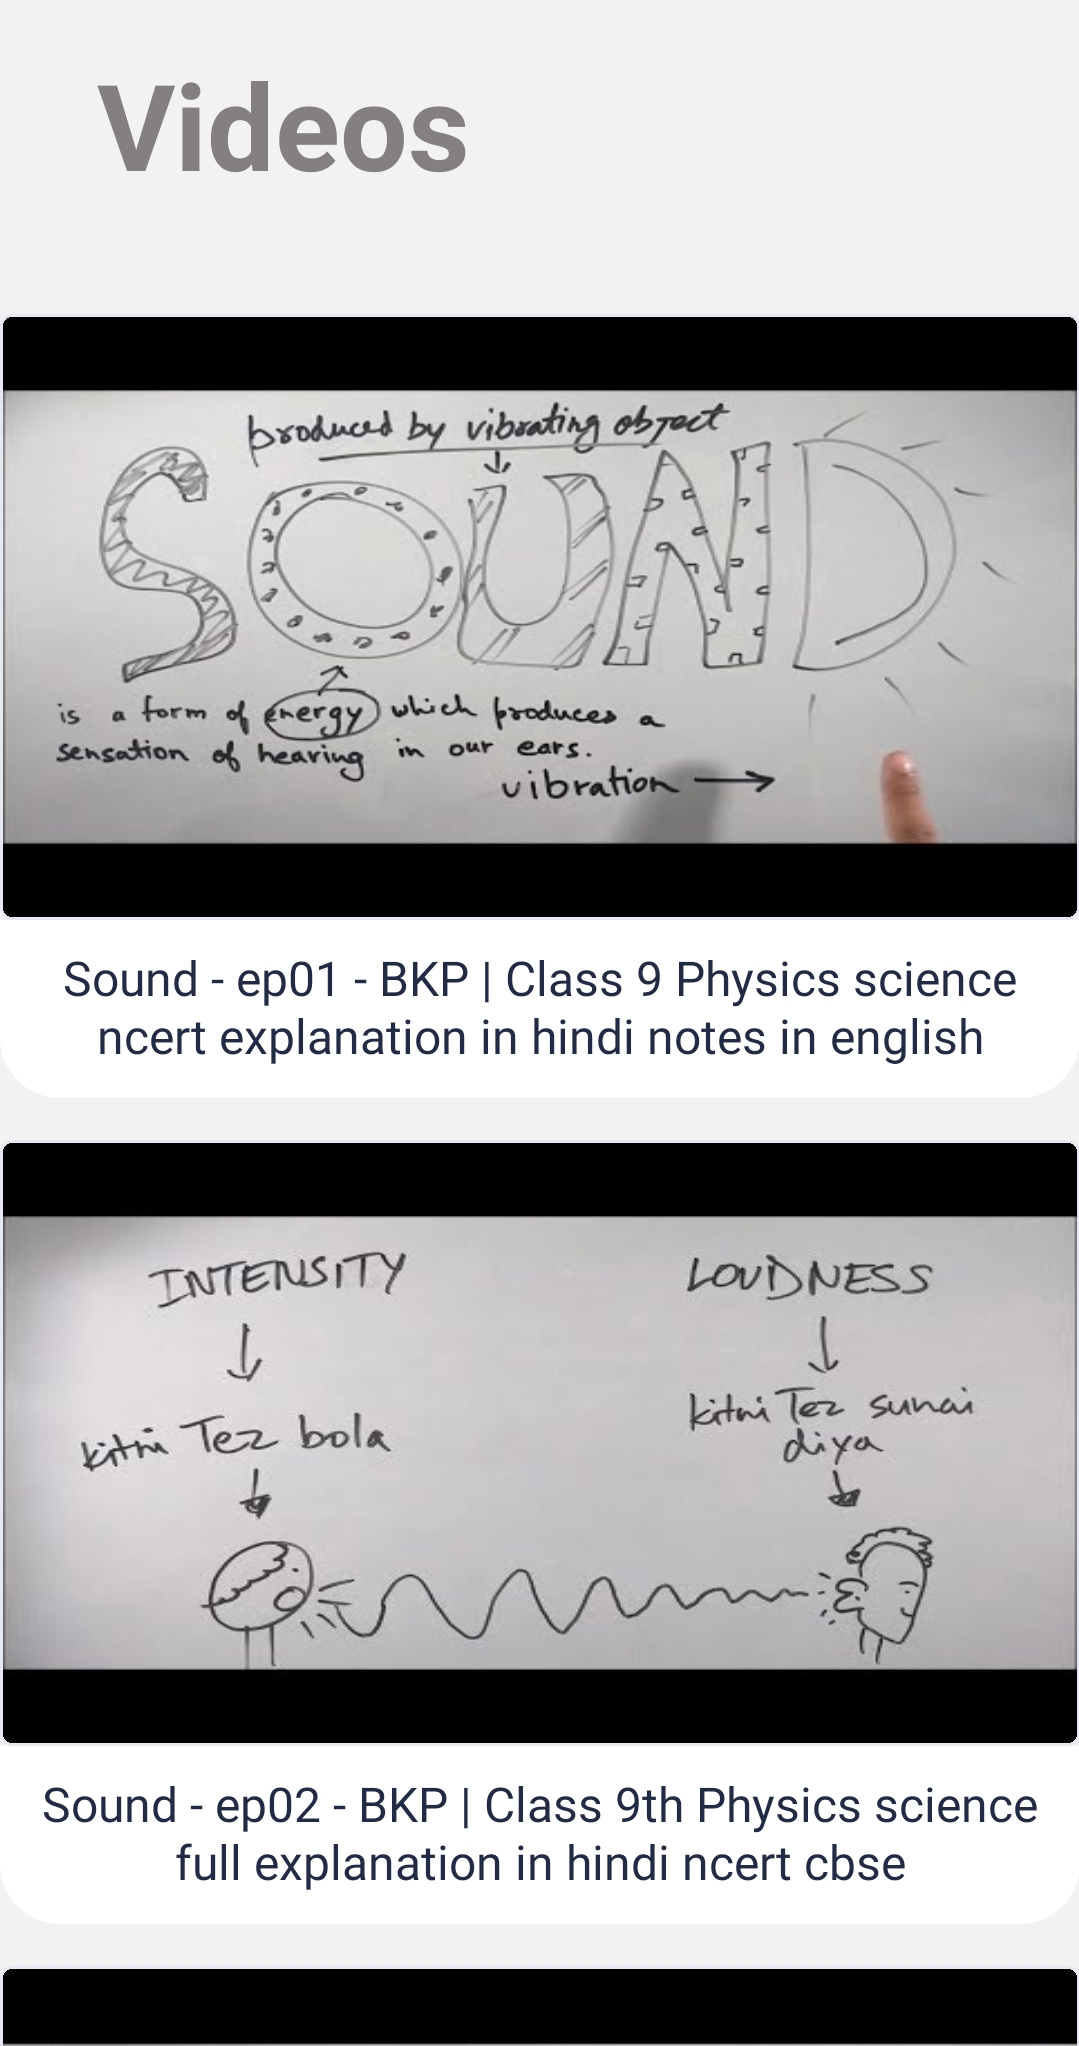 Videos
produced by vibrating object
SOUND
is a form of energy which produces a
sensation of hearing in our ears.
vibration
Sound - ep01 - BKP | Class 9 Physics science
ncert explanation in hindi notes in english
INTENSITY
LOUDNESS
kitni Tez bola
kitni Tez sunai
diya
Sound - ep02 - BKP | Class 9th Physics science
full explanation in hindi ncert cbse